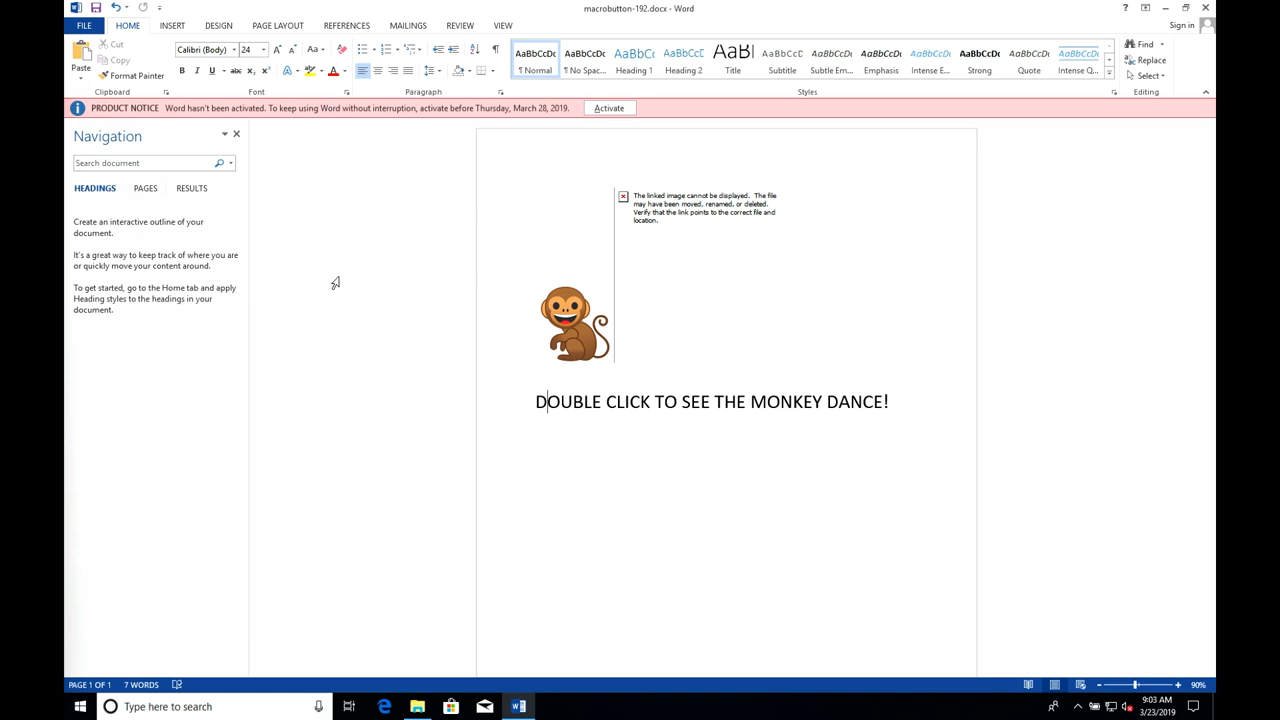 macrobutton-192.docx - Word
Sign in
FILE HOME INSERT DESIGN PAGE LAYOUT REFERENCES MAILINGS REVIEW VIEW
Paste
Cut
Copy
Format Painter
Clipboard
Calibri (Body) 24
Font
Paragraph
AaBbCcDc AaBbCcDc AaBbCc AaBbCcD AaBl AaBbCcD AaBbCcDc AaBbCcDc AaBbCcDc AaBbCcDc AaBbCcDc AaBbCcDc
¶ Normal ¶ No Spac... Heading 1 Heading 2 Title Subtitle Subtle Em... Emphasis Intense E... Strong Quote Intense Q...
Styles
Find
Replace
Select
Editing
PRODUCT NOTICE Word hasn't been activated. To keep using Word without interruption, activate before Thursday, March 28, 2019. Activate
Navigation
Search document
HEADINGS PAGES RESULTS
Create an interactive outline of your
document.
It's a great way to keep track of where you are
or quickly move your content around.
To get started, go to the Home tab and apply
Heading styles to the headings in your
document.
The linked image cannot be displayed. The file
may have been moved, renamed, or deleted.
Verify that the link points to the correct file and
location.
DOUBLE CLICK TO SEE THE MONKEY DANCE!
PAGE 1 OF 1 7 WORDS
90%
Type here to search
9:03 AM
3/23/2019